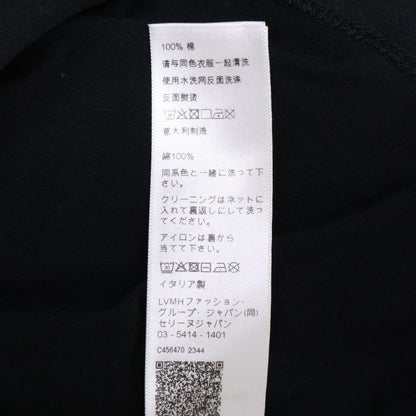 100% 棉
请与同色衣服一起清洗
使用水洗网反面洗涤
反面熨烫
意大利制造
綿100%
同系色と一緒に洗って下
さい。
クリーニングはネットに
入れて裏返しにして洗っ
てください。
アイロンは裏から
当てて下さい。
イタリア製
LVMHファッション・
グループ・ジャパン(同)
セリーヌジャパン
03 - 5414 - 1401
C456470 2344